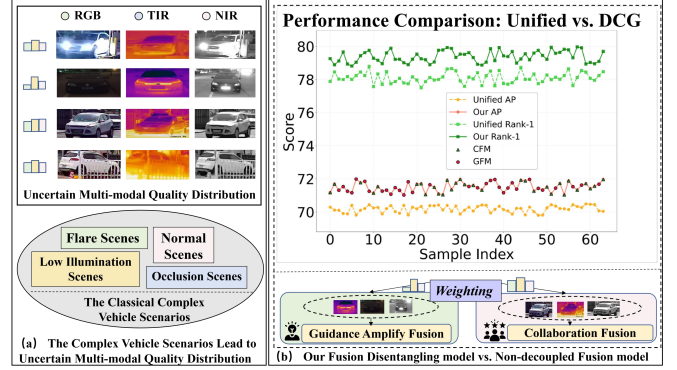 RGB TIR NIR
Uncertain Multi-modal Quality Distribution
Flare Scenes
Normal
Scenes
Low Illumination
Scenes
Occlusion Scenes
The Classical Complex
Vehicle Scenarios
(a) The Complex Vehicle Scenarios Lead to
Uncertain Multi-modal Quality Distribution
Performance Comparison: Unified vs. DCG
Score
80
78
76
74
72
70
Unified AP
Our AP
Unified Rank-1
Our Rank-1
CFM
GFM
0 10 20 30 40 50 60
Sample Index
Weighting
Guidance Amplify Fusion
Collaboration Fusion
(b) Our Fusion Disentangling model vs. Non-decoupled Fusion model